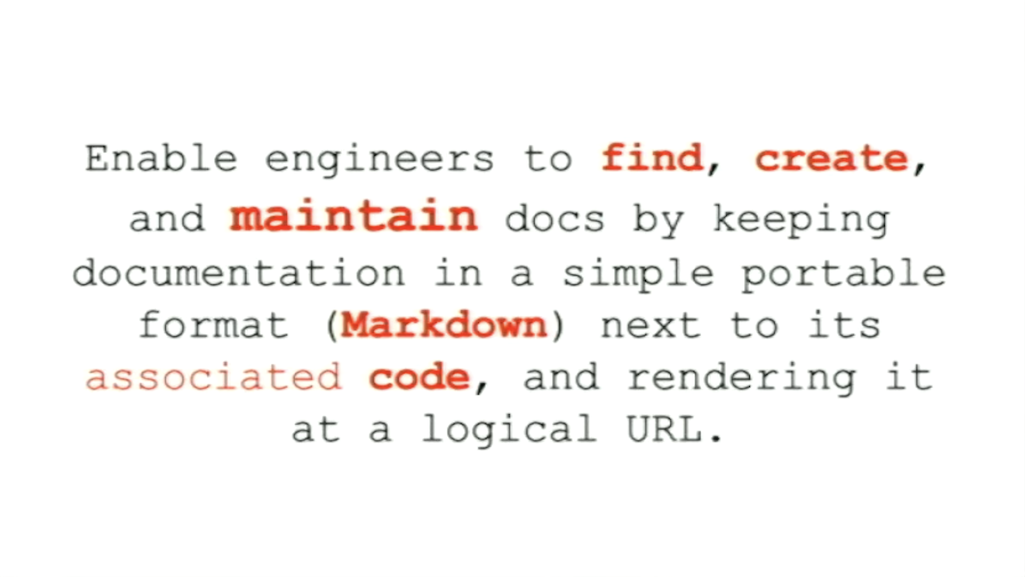 Enable engineers to find, create,
and maintain docs by keeping
documentation in a simple portable
format (Markdown) next to its
associated code, and rendering it
at a logical URL.